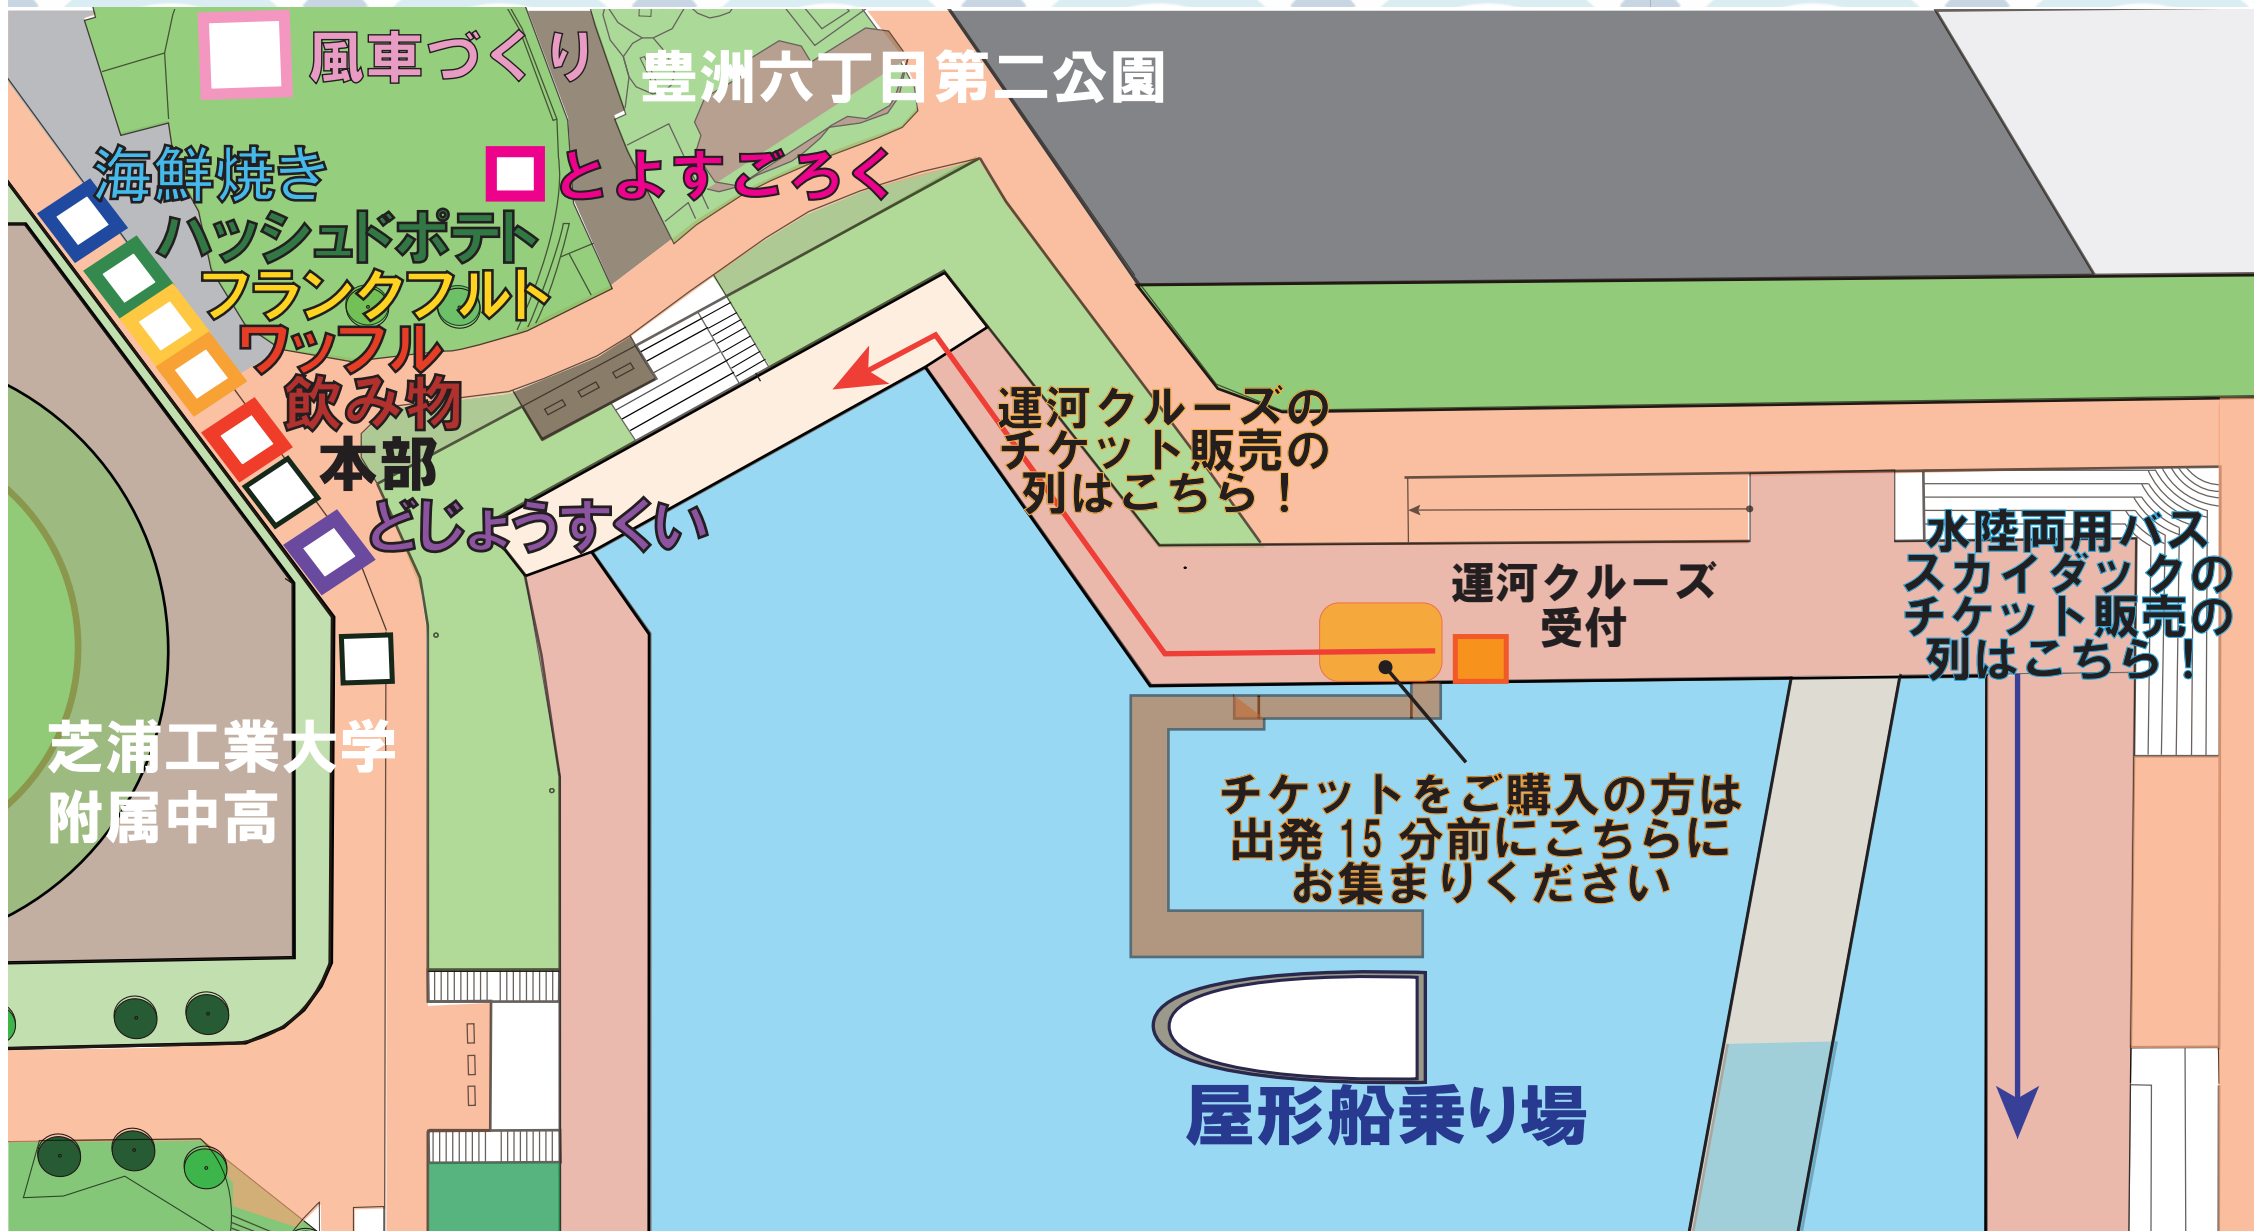 風車づくり
豊洲六丁目第二公園
海鮮焼き
とよすごろく
ハッシュドポテト
フランクフルト
ワッフル
飲み物
本部
どじょうすくい
運河クルーズの
チケット販売の
列はこちら！
運河クルーズ
受付
水陸両用バス
スカイダックの
チケット販売の
列はこちら！
芝浦工業大学
附属中高
チケットをご購入の方は
出発 15 分前にこちらに
お集まりください
屋形船乗り場